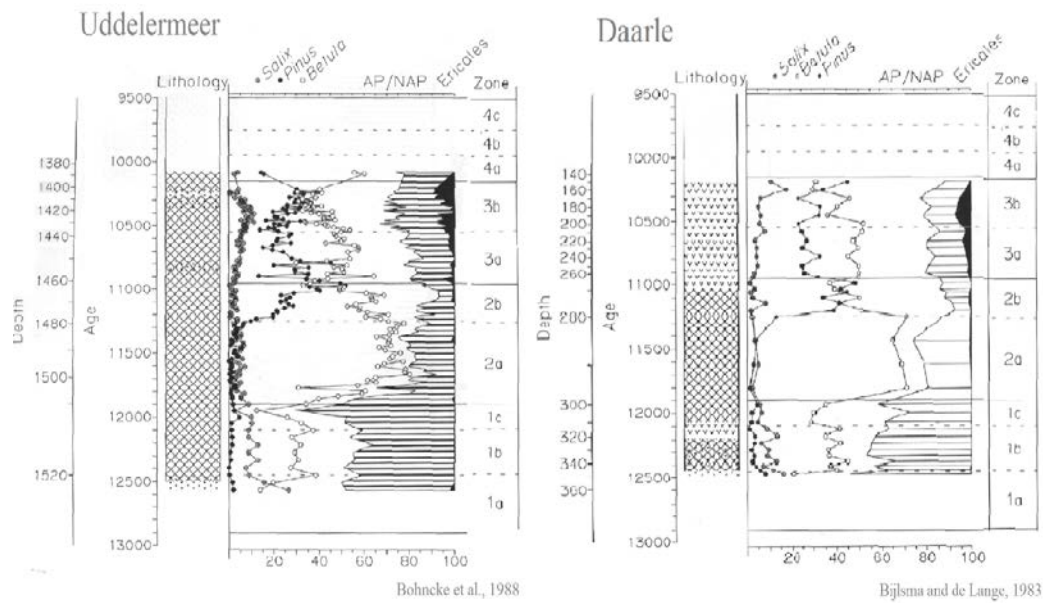 Uddelermeer
Salix
Pinus
Betula
Lithology
AP/NAP
Ericales
Zone
Depth
Age
1380
1400
1420
1440
1480
1500
1520
9500
10000
10500
11000
11500
12000
12500
13000
4c
4b
4a
3b
3a
2b
2a
1c
1b
1a
20
40
60
80
100
Bohncke et al., 1988
Daarle
Salix
Betula
Pinus
Lithology
AP/NAP
Ericales
Zone
Depth
Age
140
160
180
200
220
240
260
200
300
320
340
360
9500
10000
10500
11000
11500
12000
12500
13000
4c
4b
4a
3b
3a
2b
2a
1c
1b
1a
20
40
60
80
100
Bijlsma and de Lange, 1983